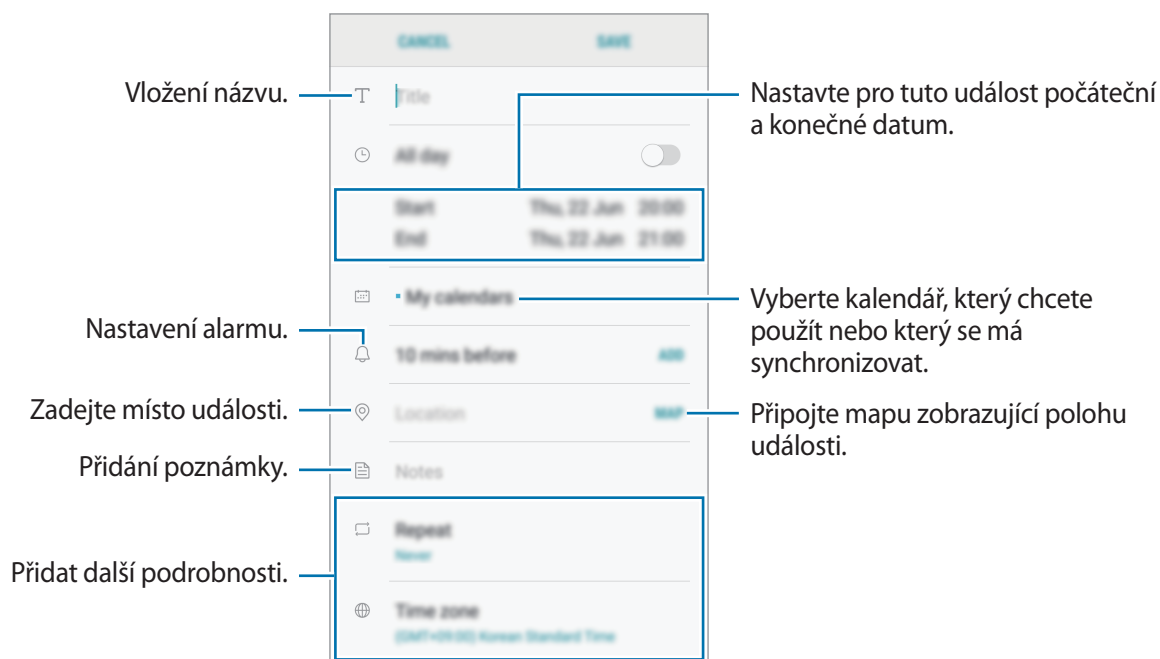 CANCEL SAVE
Vložení názvu.
Title
Nastavte pro tuto událost počáteční
a konečné datum.
All day
Start Thu, 22 Jun 20:00
End Thu, 22 Jun 21:00
My calendars
Vyberte kalendář, který chcete
použít nebo který se má
synchronizovat.
Nastavení alarmu.
10 mins before ADD
Zadejte místo události.
Location MAP
Připojte mapu zobrazující polohu
události.
Přidání poznámky.
Notes
Repeat
Never
Přidat další podrobnosti.
Time zone
(GMT+09:00) Korean Standard Time